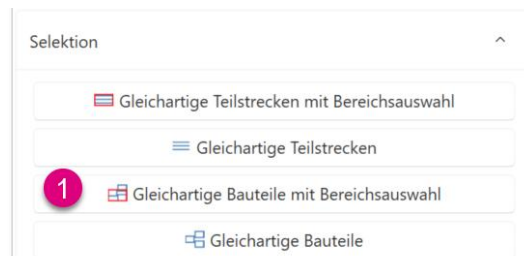 Selektion
Gleichartige Teilstrecken mit Bereichsauswahl
Gleichartige Teilstrecken
1 Gleichartige Bauteile mit Bereichsauswahl
Gleichartige Bauteile